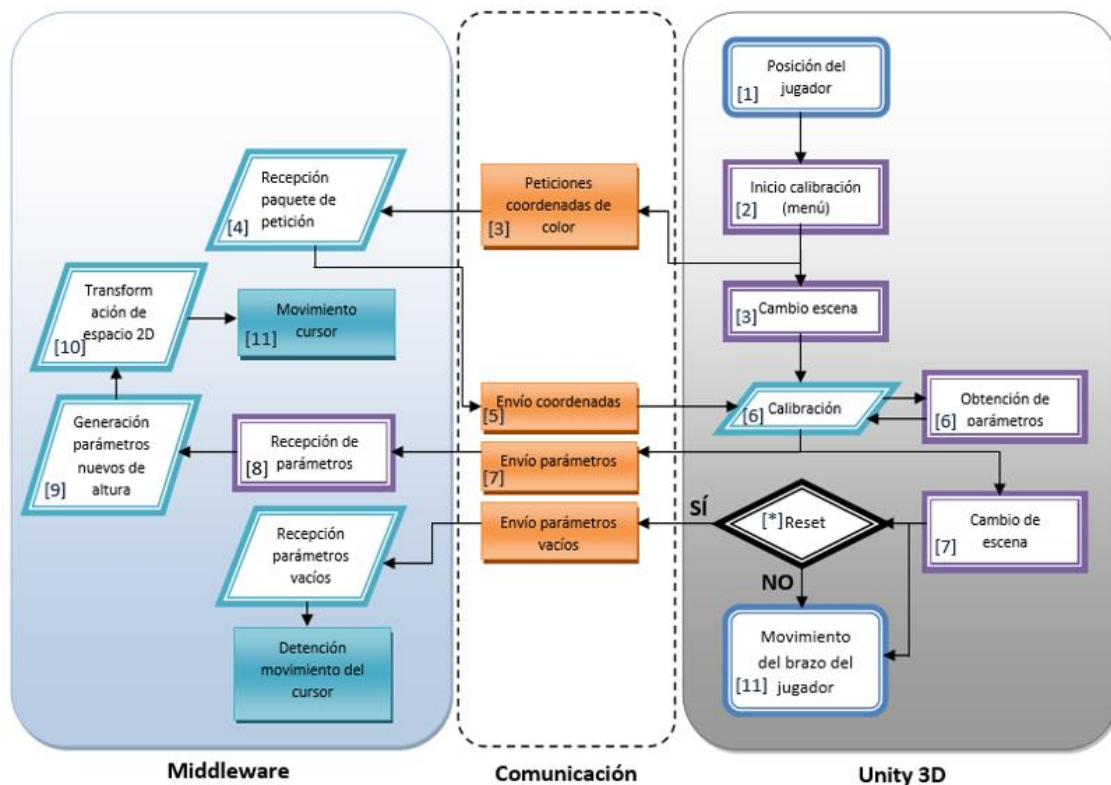 Posición del
jugador
[1]
Inicio calibración
(menú)
[2]
Peticiones
coordenadas de
color
[3]
Recepción
paquete de
petición
[4]
Cambio escena
[3]
Transform
ación de
espacio 2D
[10]
Movimiento
cursor
[11]
Envío coordenadas
[5]
Calibración
[6]
Obtención de
parámetros
[6]
Generación
parámetros
nuevos de
altura
[9]
Recepción de
parámetros
[8]
Envío parámetros
[7]
Cambio de
escena
[7]
[*] Reset
SÍ
NO
Envío parámetros
vacíos
Recepción
parámetros
vacíos
Detención
movimiento del
cursor
Movimiento
del brazo del
jugador
[11]
Middleware
Comunicación
Unity 3D